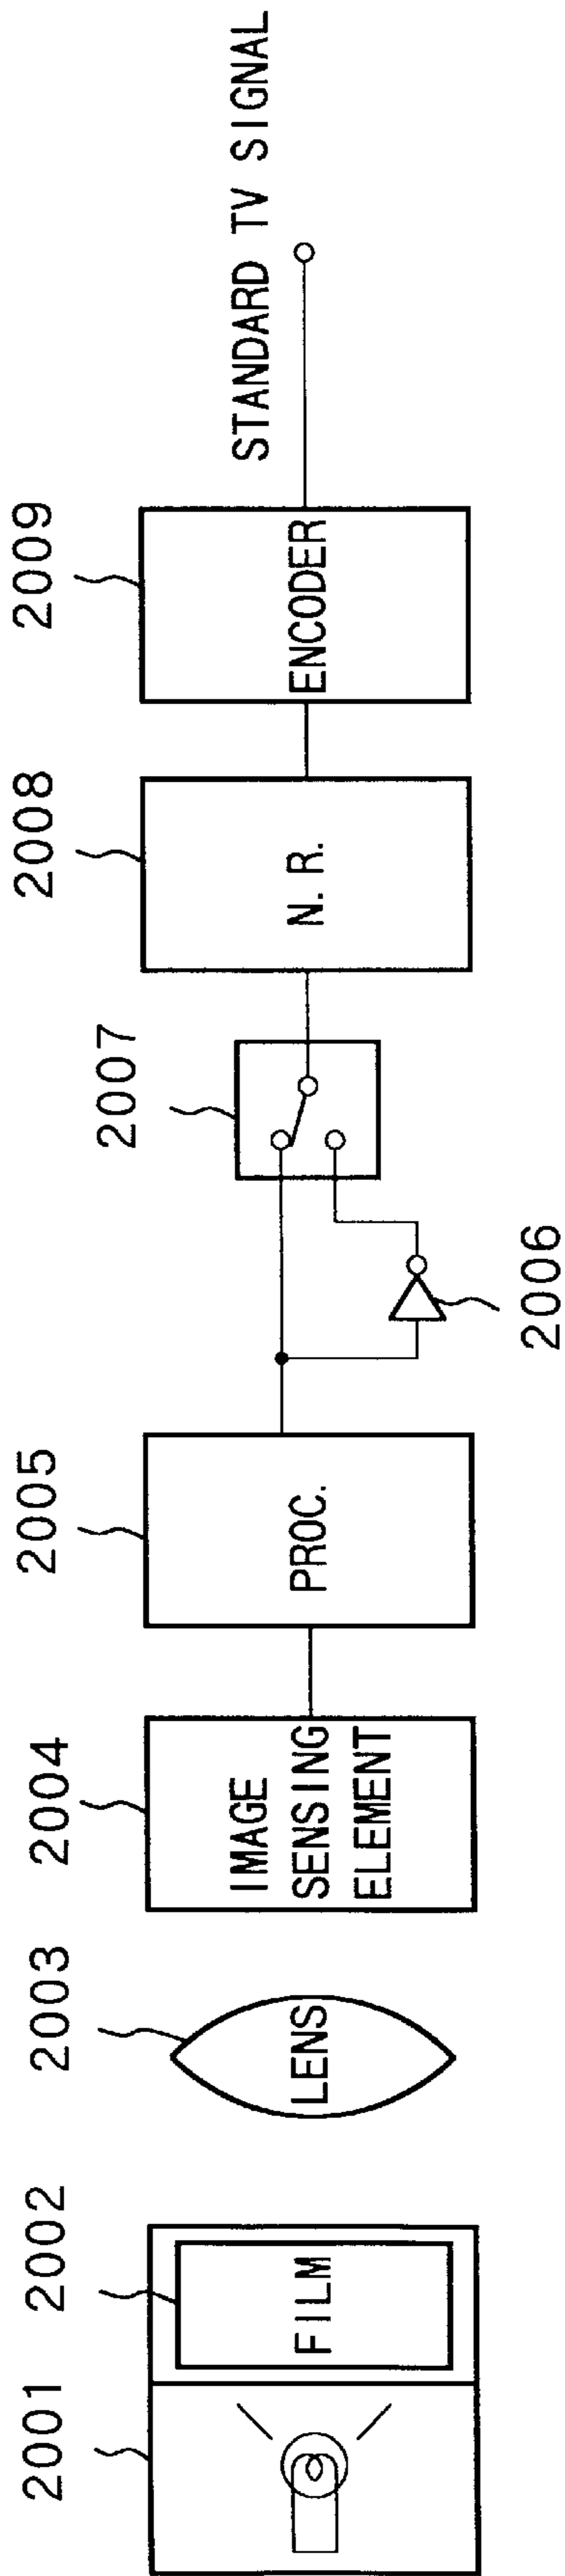 2001
2002
FILM
2003
LENS
2004
IMAGE
SENSING
ELEMENT
2005
PROC.
2006
2007
2008
N. R.
2009
ENCODER
STANDARD TV SIGNAL